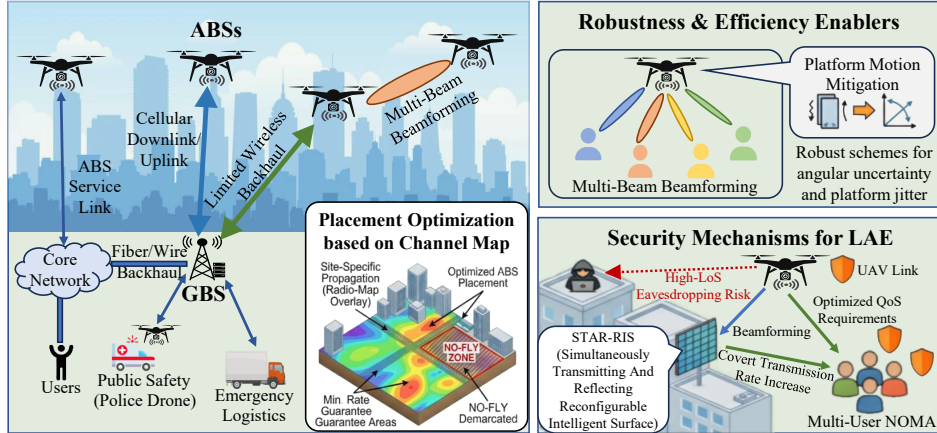 ABSs
Cellular
Downlink/
Uplink
Limited Wireless
Backhaul
Multi-Beam
Beamforming
ABS
Service
Link
Core
Network
Fiber/Wire
Backhaul
GBS
Users
Public Safety
(Police Drone)
Emergency
Logistics
Placement Optimization
based on Channel Map
Site-Specific
Propagation
(Radio-Map
Overlay)
Optimized ABS
Placement
NO-FLY
ZONE
Min. Rate
Guarantee
Guarantee Areas
NO-FLY
Demarcated
Robustness & Efficiency Enablers
Platform Motion
Mitigation
Multi-Beam Beamforming
Robust schemes for
angular uncertainty
and platform jitter
Security Mechanisms for LAE
High-LoS
Eavesdropping Risk
UAV Link
Optimized QoS
Requirements
Beamforming
STAR-RIS
(Simultaneously
Transmitting And
Reflecting
Reconfigurable
Intelligent Surface)
Covert Transmission
Rate Increase
Multi-User NOMA